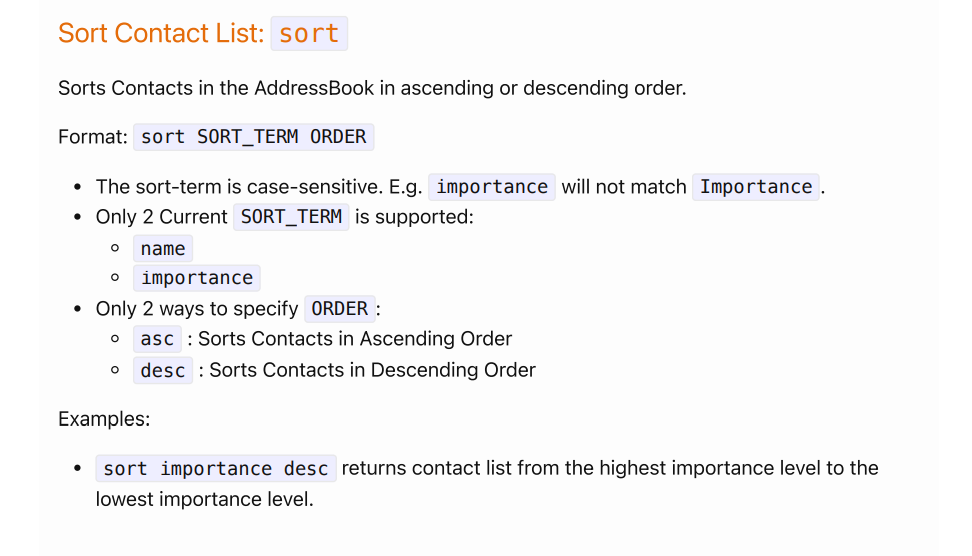 Sort Contact List: sort
Sorts Contacts in the AddressBook in ascending or descending order.
Format: sort SORT_TERM ORDER
• The sort-term is case-sensitive. E.g. importance will not match Importance.
• Only 2 Current SORT_TERM is supported:
◦ name
◦ importance
• Only 2 ways to specify ORDER:
◦ asc : Sorts Contacts in Ascending Order
◦ desc : Sorts Contacts in Descending Order
Examples:
• sort importance desc returns contact list from the highest importance level to the
lowest importance level.